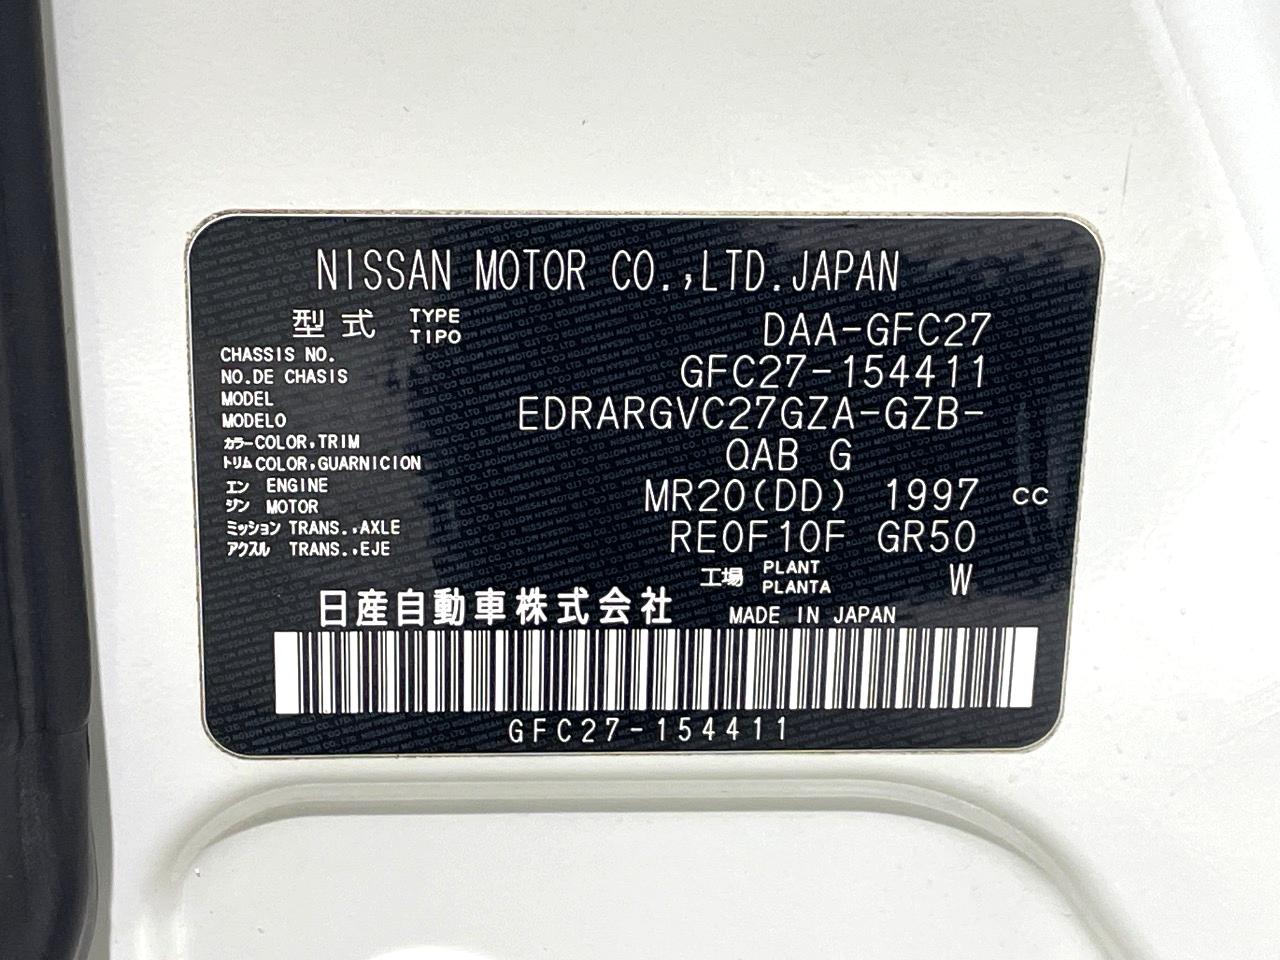 NISSAN MOTOR CO.,LTD.JAPAN
型式 TYPE TIPO DAA-GFC27
CHASSIS NO.
NO.DE CHASIS GFC27-154411
MODEL
MODELO EDRARGVC27GZA-GZB-
カラー COLOR,TRIM
トリム COLOR,GUARNICION QAB G
エン ENGINE
ジン MOTOR MR20(DD) 1997 CC
ミッション TRANS.,AXLE
アクスル TRANS.,EJE RE0F10F GR50
工場 PLANT PLANTA W
日産自動車株式会社 MADE IN JAPAN
GFC27-154411